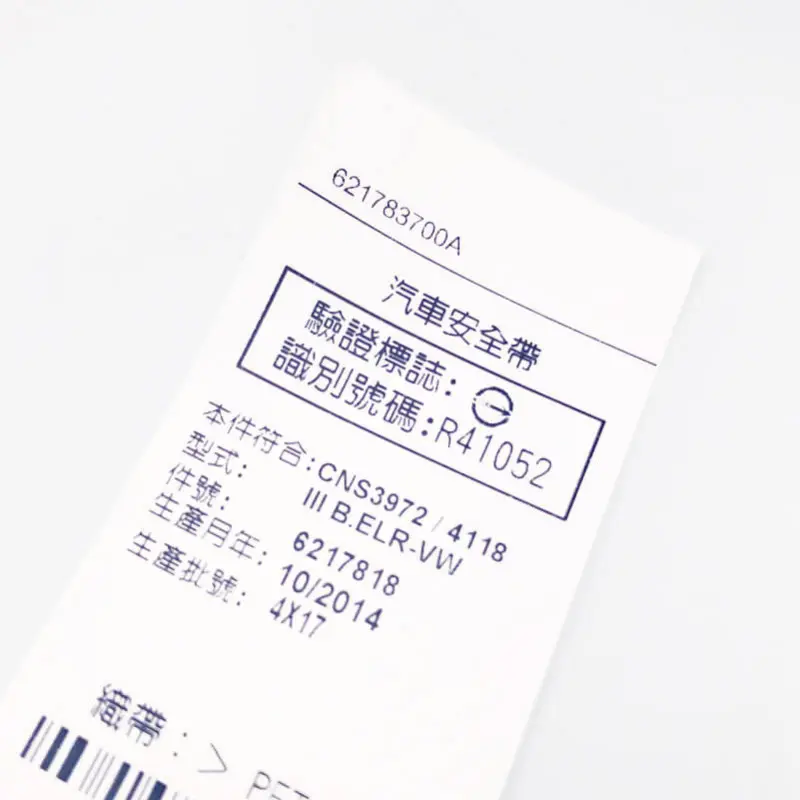 621783700A
汽車安全帶
驗證標誌:
識別號碼:R41052
本件符合:CNS3972 / 4118
型式: III B.ELR-VW
件號: 6217818
生產月年: 10/2014
生產批號: 4X17
織帶:> PET